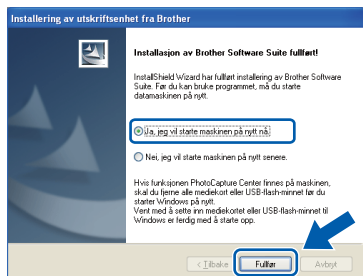 Installering av utskriftsenhet fra Brother
Installasjon av Brother Software Suite fullført!
InstallShield Wizard har fullført installering av Brother Software
Suite. Før du kan bruke programmet, må du starte
datamaskinen på nytt.
Ja, jeg vil starte maskinen på nytt nå.
Nei, jeg vil starte maskinen på nytt senere.
Hvis funksjonen PhotoCapture Center finnes på maskinen,
skal du fjerne alle mediekort eller USB-flash-minnet før du
starter Windows på nytt.
Vent med å sette inn mediekortet eller USB-flash-minnet til
Windows er ferdig med å starte opp.
< Tilbake
Fullfør
Avbryt